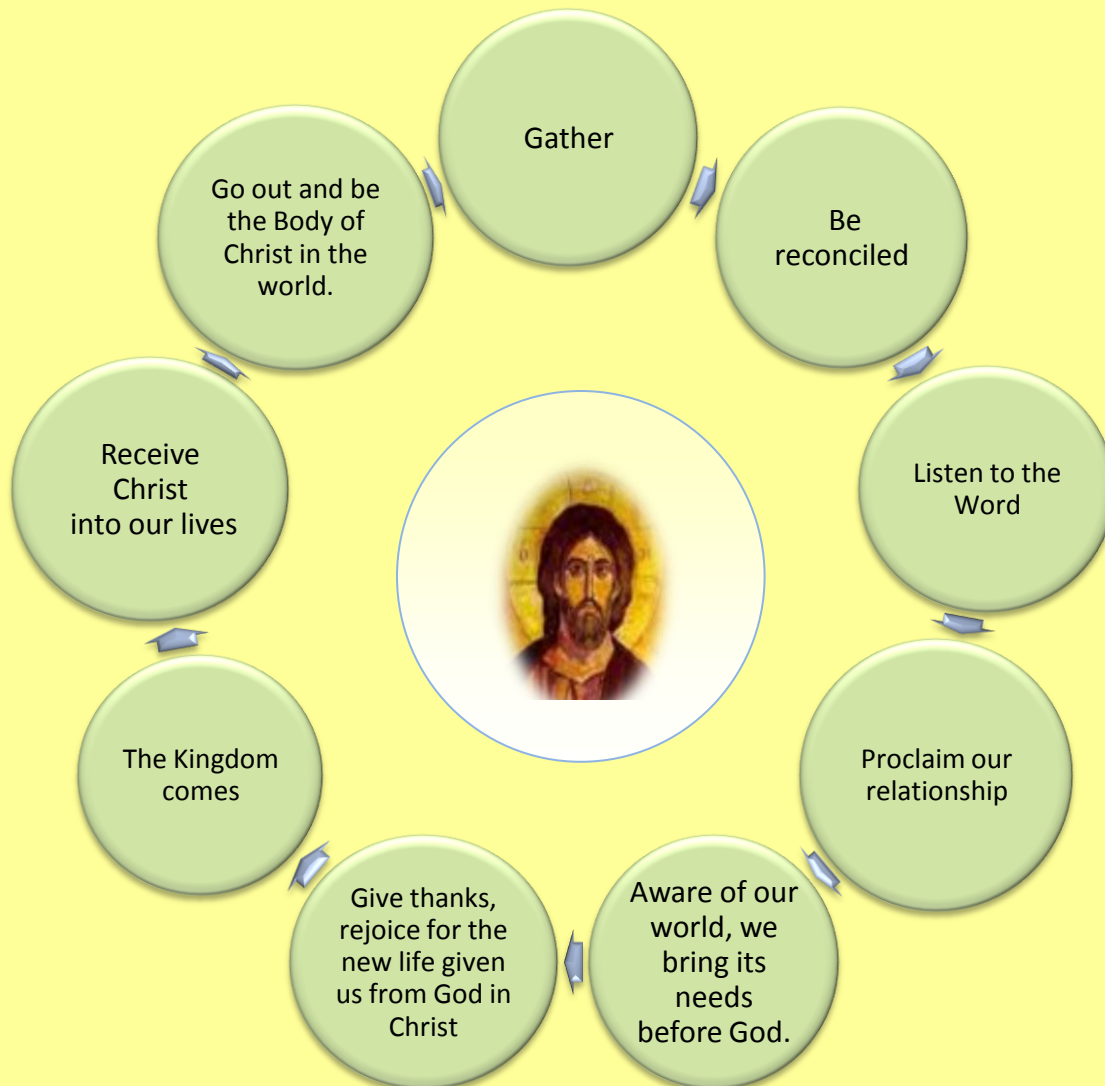 Gather
Be
reconciled
Listen to the
Word
Proclaim our
relationship
Aware of our
world, we
bring its
needs
before God.
Give thanks,
rejoice for the
new life given
us from God in
Christ
The Kingdom
comes
Receive
Christ
into our lives
Go out and be
the Body of
Christ in the
world.